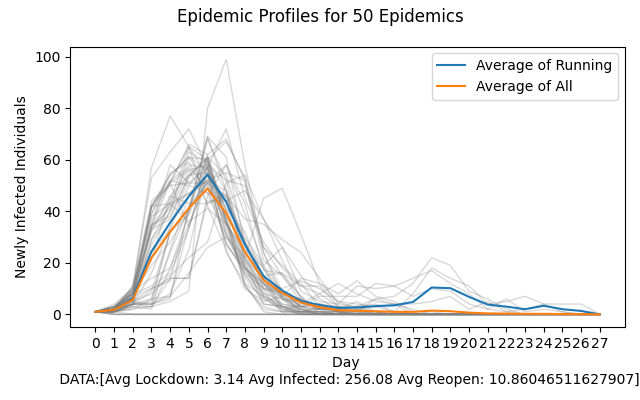 Epidemic Profiles for 50 Epidemics
100
80
60
40
20
0
Newly Infected Individuals
Average of Running
Average of All
0 1 2 3 4 5 6 7 8 9 10 11 12 13 14 15 16 17 18 19 20 21 22 23 24 25 26 27
Day
DATA:[Avg Lockdown: 3.14 Avg Infected: 256.08 Avg Reopen: 10.86046511627907]